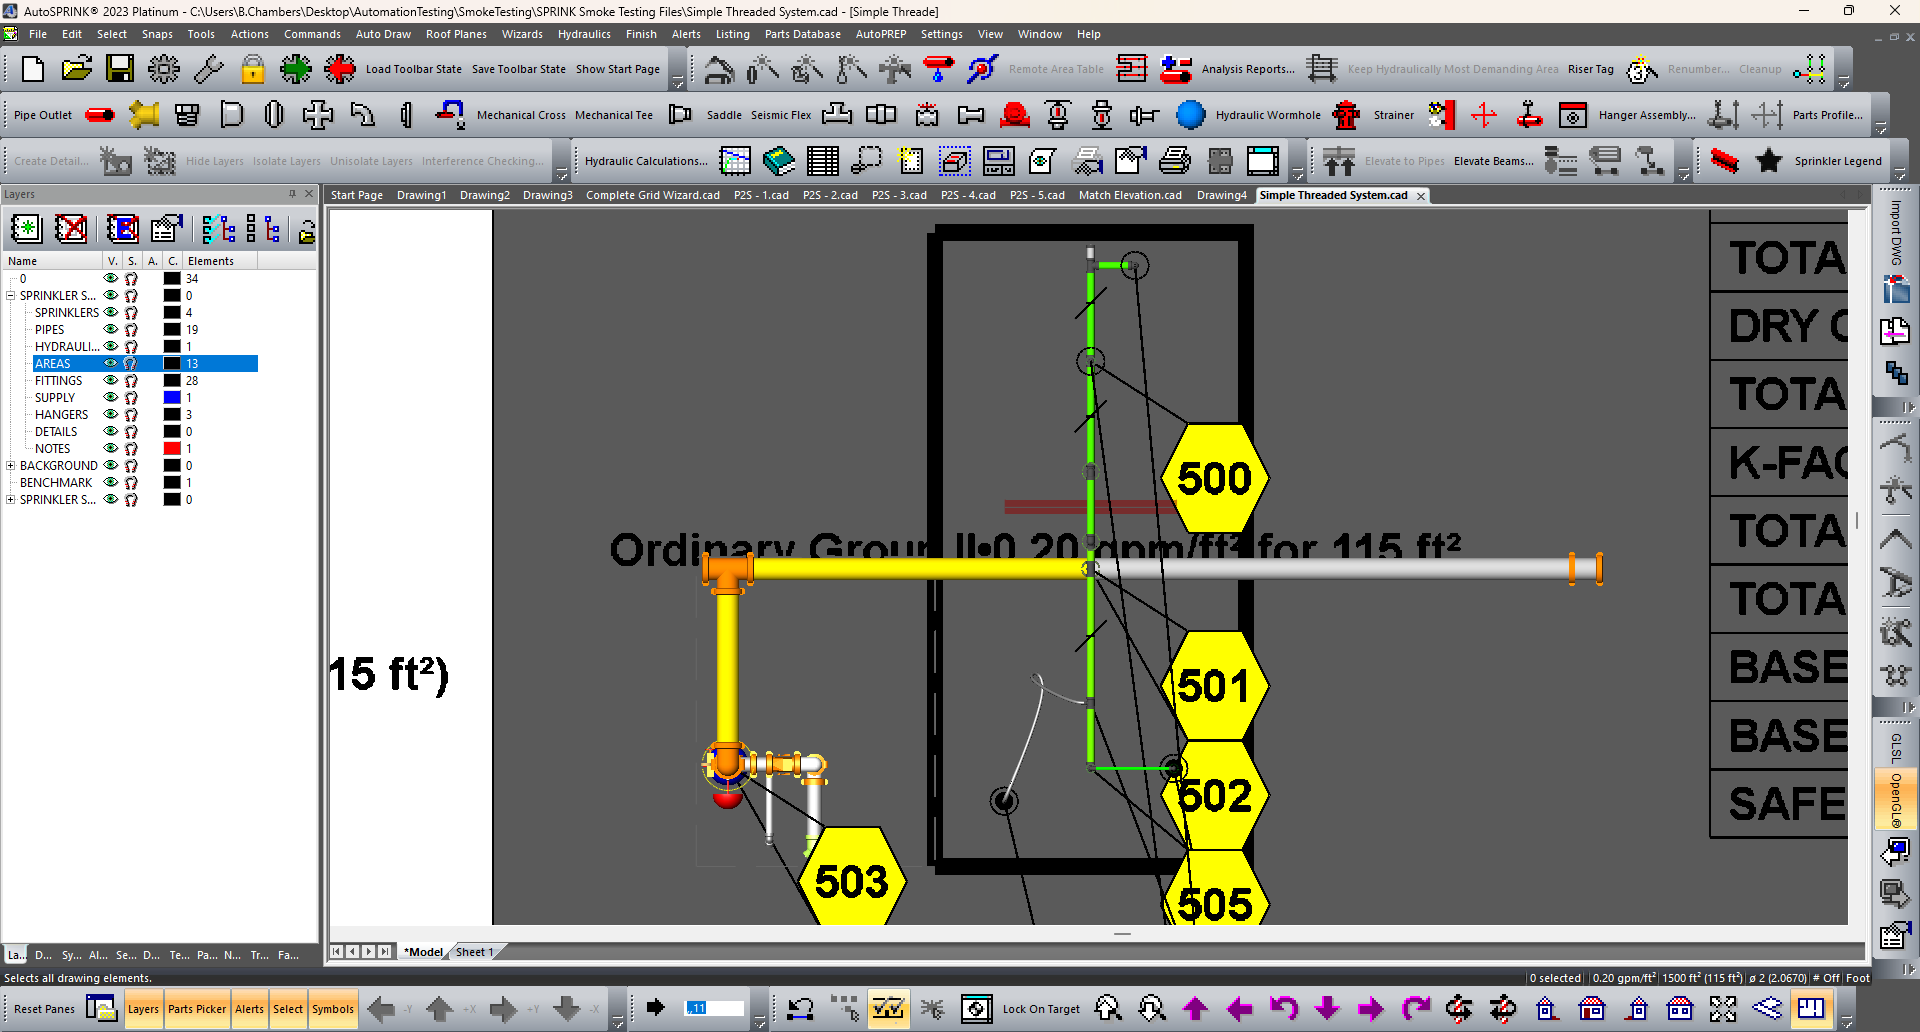 AutoSPRINK® 2023 Platinum - C:\Users\B.Chambers\Desktop\AutomationTesting\SmokeTesting\SPRINK Smoke Testing Files\Simple Threaded System.cad - [Simple Threade]
File Edit Select Snaps Tools Actions Commands Auto Draw Roof Planes Wizards Hydraulics Finish Alerts Listing Parts Database AutoPREP Settings View Window Help
Load Toolbar State Save Toolbar State Show Start Page Remote Area Table Analysis Reports... Keep Hydraulically Most Demanding Area Riser Tag Renumber... Cleanup
Pipe Outlet Mechanical Cross Mechanical Tee Saddle Seismic Flex Hydraulic Wormhole Strainer Hanger Assembly... Parts Profile...
Create Detail... Hide Layers Isolate Layers Unisolate Layers Interference Checking... Hydraulic Calculations... Elevate to Pipes Elevate Beams... Sprinkler Legend
Layers
Start Page Drawing1 Drawing2 Drawing3 Complete Grid Wizard.cad P2S - 1.cad P2S - 2.cad P2S - 3.cad P2S - 4.cad P2S - 5.cad Match Elevation.cad Drawing4 Simple Threaded System.cad
Name V. S. A. C. Elements
0 34
SPRINKLER S... 0
SPRINKLERS 4
PIPES 19
HYDRAULI... 1
AREAS 13
FITTINGS 28
SUPPLY 1
HANGERS 3
DETAILS 0
NOTES 1
BACKGROUND 0
BENCHMARK 1
SPRINKLER S... 0
La... D... Sy... Al... Se... D... Te... Pa... N... Tr... Fa...
15 ft²)
Ordinary Group II•0.20 gpm/ft² for 115 ft²
500
501
502
503
505
TOTA
DRY
TOTA
K-FAC
TOTA
TOTA
BASE
BASE
SAFE
Import DWG
GLSL
OpenGL®
*Model Sheet 1
Selects all drawing elements.
0 selected 0.20 gpm/ft² 1500 ft² (115 ft²) ø 2 (2.0670) # Off Foot
Reset Panes Layers Parts Picker Alerts Select Symbols -Y +X +Y -X ,,11 Lock On Target